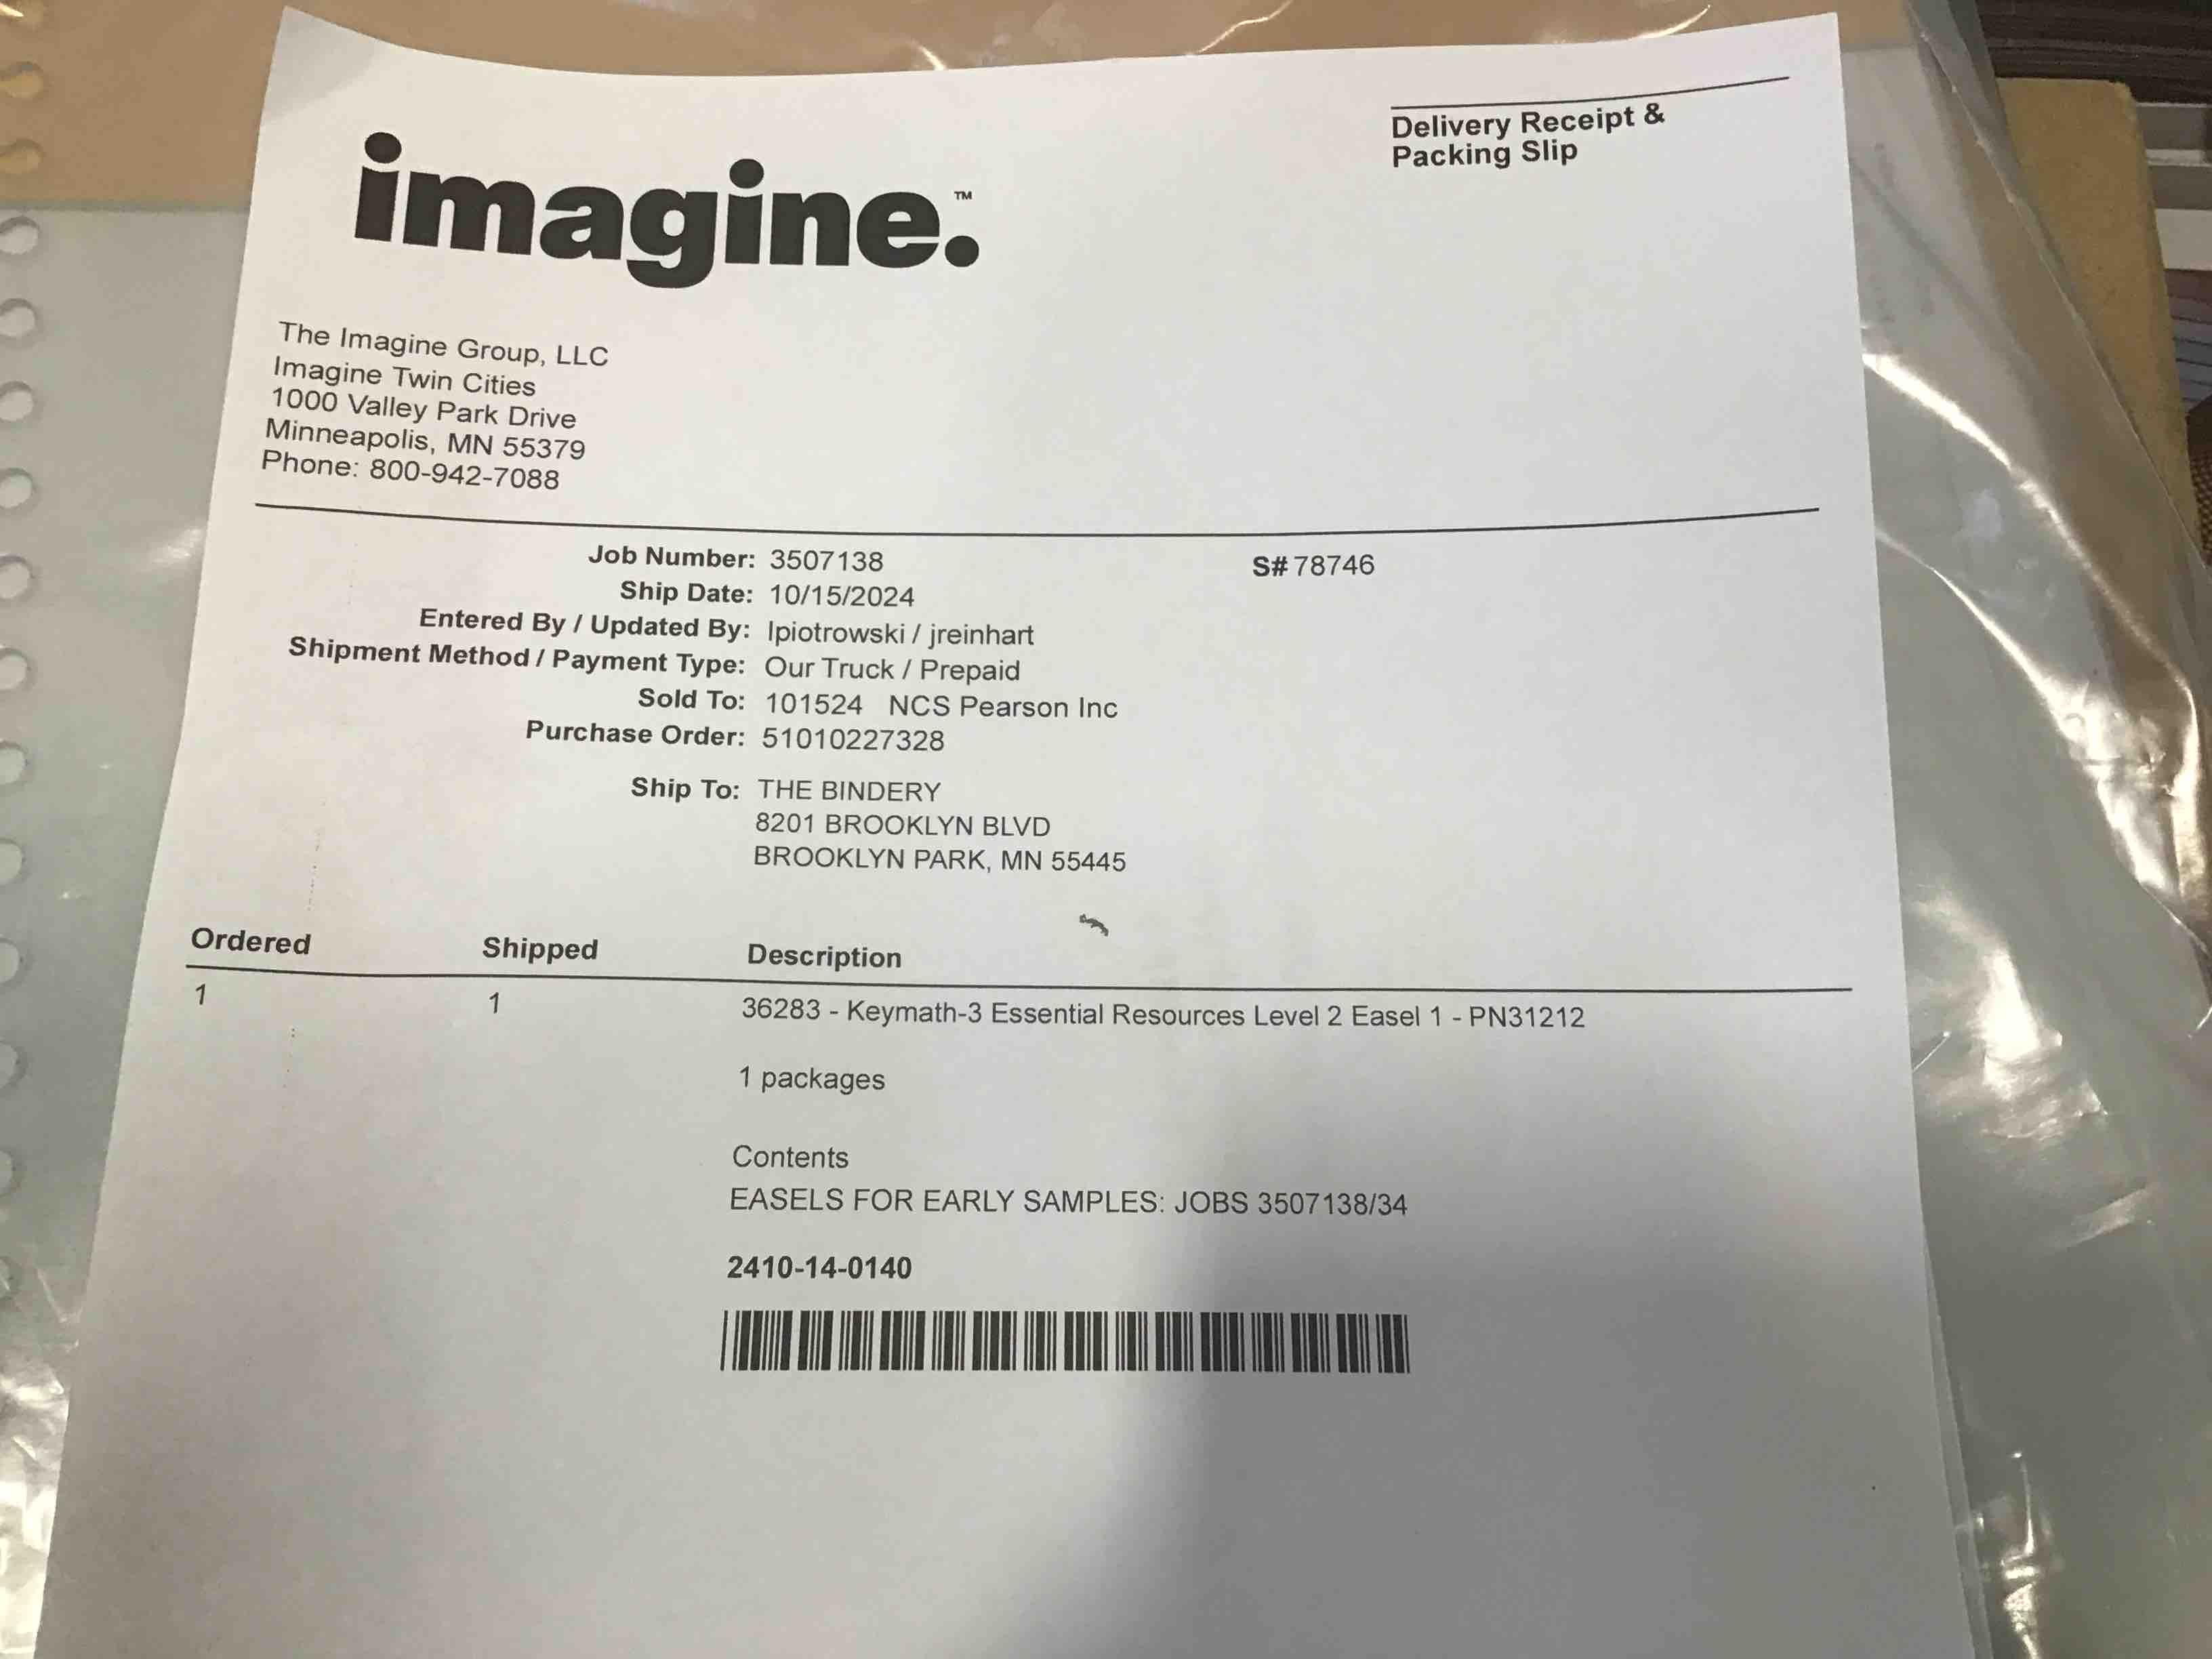 Delivery Receipt &
Packing Slip
imagine.™
The Imagine Group, LLC
Imagine Twin Cities
1000 Valley Park Drive
Minneapolis, MN 55379
Phone: 800-942-7088
Job Number: 3507138 S# 78746
Ship Date: 10/15/2024
Entered By / Updated By: lpiotrowski / jreinhart
Shipment Method / Payment Type: Our Truck / Prepaid
Sold To: 101524 NCS Pearson Inc
Purchase Order: 51010227328
Ship To: THE BINDERY
8201 BROOKLYN BLVD
BROOKLYN PARK, MN 55445
Ordered Shipped Description
1 1 36283 - Keymath-3 Essential Resources Level 2 Easel 1 - PN31212
1 packages
Contents
EASELS FOR EARLY SAMPLES: JOBS 3507138/34
2410-14-0140